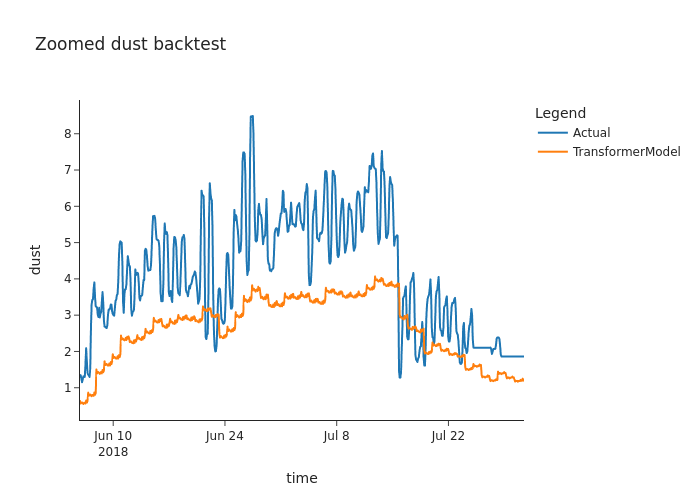 Zoomed dust backtest
Legend
Actual
TransformerModel
dust
8
7
6
5
4
3
2
1
Jun 10
2018
Jun 24
Jul 8
Jul 22
time